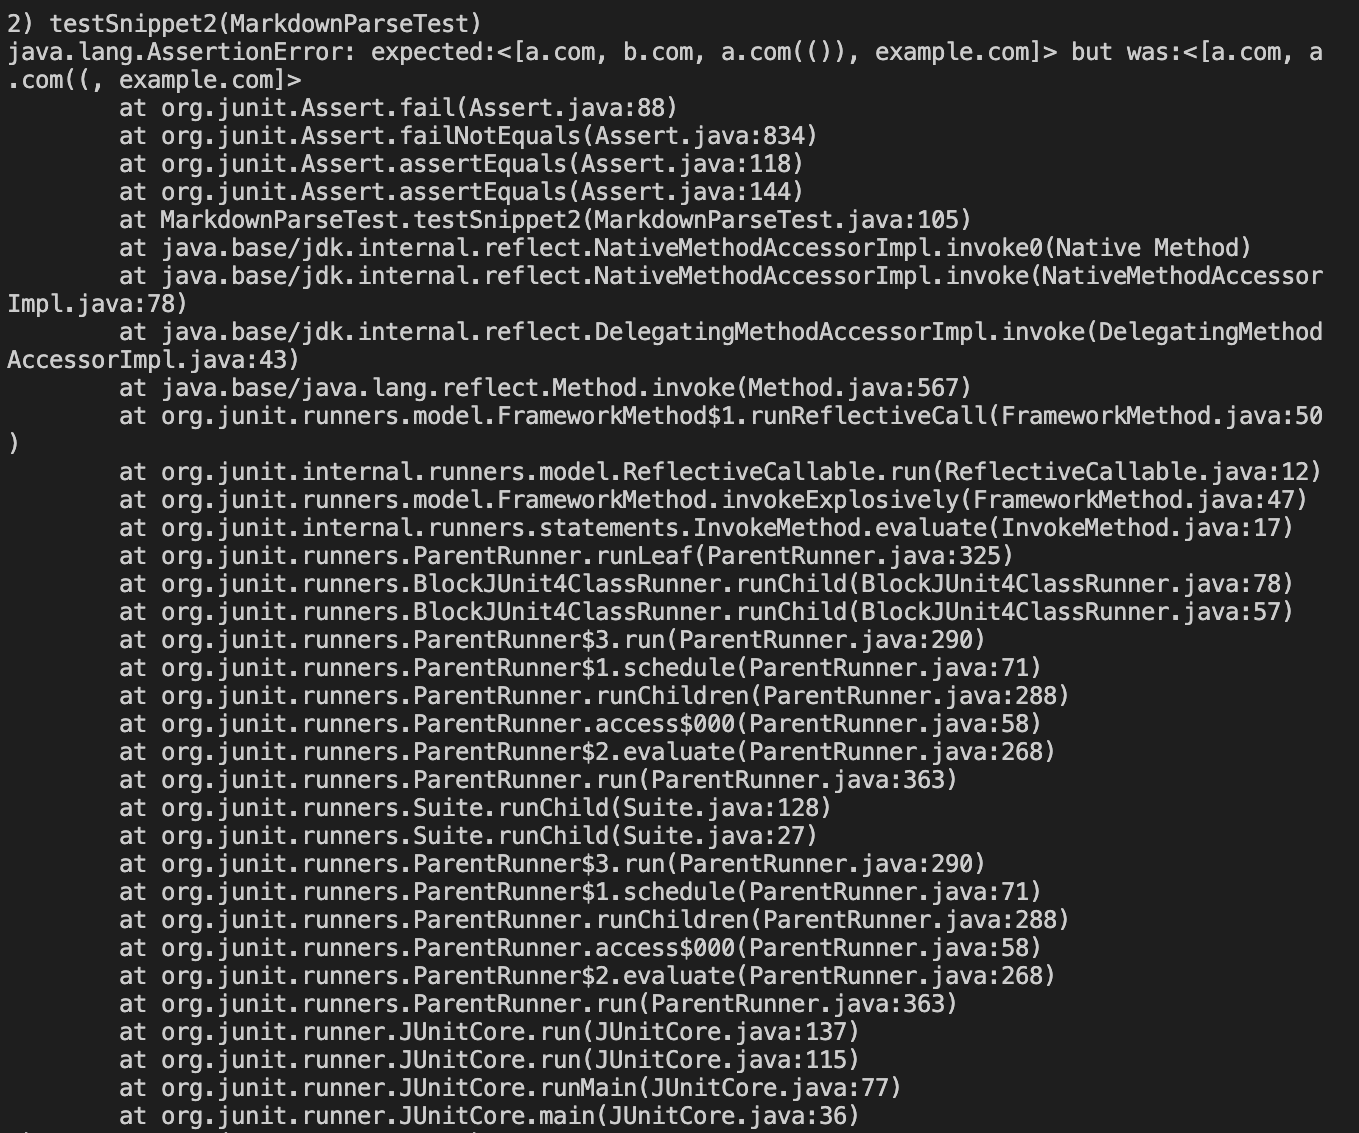 2) testSnippet2(MarkdownParseTest)
java.lang.AssertionError: expected:<[a.com, b.com, a.com(()), example.com]> but was:<[a.com, a
.com((, example.com]>
        at org.junit.Assert.fail(Assert.java:88)
        at org.junit.Assert.failNotEquals(Assert.java:834)
        at org.junit.Assert.assertEquals(Assert.java:118)
        at org.junit.Assert.assertEquals(Assert.java:144)
        at MarkdownParseTest.testSnippet2(MarkdownParseTest.java:105)
        at java.base/jdk.internal.reflect.NativeMethodAccessorImpl.invoke0(Native Method)
        at java.base/jdk.internal.reflect.NativeMethodAccessorImpl.invoke(NativeMethodAccessor
Impl.java:78)
        at java.base/jdk.internal.reflect.DelegatingMethodAccessorImpl.invoke(DelegatingMethod
AccessorImpl.java:43)
        at java.base/java.lang.reflect.Method.invoke(Method.java:567)
        at org.junit.runners.model.FrameworkMethod$1.runReflectiveCall(FrameworkMethod.java:50
)
        at org.junit.internal.runners.model.ReflectiveCallable.run(ReflectiveCallable.java:12)
        at org.junit.runners.model.FrameworkMethod.invokeExplosively(FrameworkMethod.java:47)
        at org.junit.internal.runners.statements.InvokeMethod.evaluate(InvokeMethod.java:17)
        at org.junit.runners.ParentRunner.runLeaf(ParentRunner.java:325)
        at org.junit.runners.BlockJUnit4ClassRunner.runChild(BlockJUnit4ClassRunner.java:78)
        at org.junit.runners.BlockJUnit4ClassRunner.runChild(BlockJUnit4ClassRunner.java:57)
        at org.junit.runners.ParentRunner$3.run(ParentRunner.java:290)
        at org.junit.runners.ParentRunner$1.schedule(ParentRunner.java:71)
        at org.junit.runners.ParentRunner.runChildren(ParentRunner.java:288)
        at org.junit.runners.ParentRunner.access$000(ParentRunner.java:58)
        at org.junit.runners.ParentRunner$2.evaluate(ParentRunner.java:268)
        at org.junit.runners.ParentRunner.run(ParentRunner.java:363)
        at org.junit.runners.Suite.runChild(Suite.java:128)
        at org.junit.runners.Suite.runChild(Suite.java:27)
        at org.junit.runners.ParentRunner$3.run(ParentRunner.java:290)
        at org.junit.runners.ParentRunner$1.schedule(ParentRunner.java:71)
        at org.junit.runners.ParentRunner.runChildren(ParentRunner.java:288)
        at org.junit.runners.ParentRunner.access$000(ParentRunner.java:58)
        at org.junit.runners.ParentRunner$2.evaluate(ParentRunner.java:268)
        at org.junit.runners.ParentRunner.run(ParentRunner.java:363)
        at org.junit.runner.JUnitCore.run(JUnitCore.java:137)
        at org.junit.runner.JUnitCore.run(JUnitCore.java:115)
        at org.junit.runner.JUnitCore.runMain(JUnitCore.java:77)
        at org.junit.runner.JUnitCore.main(JUnitCore.java:36)